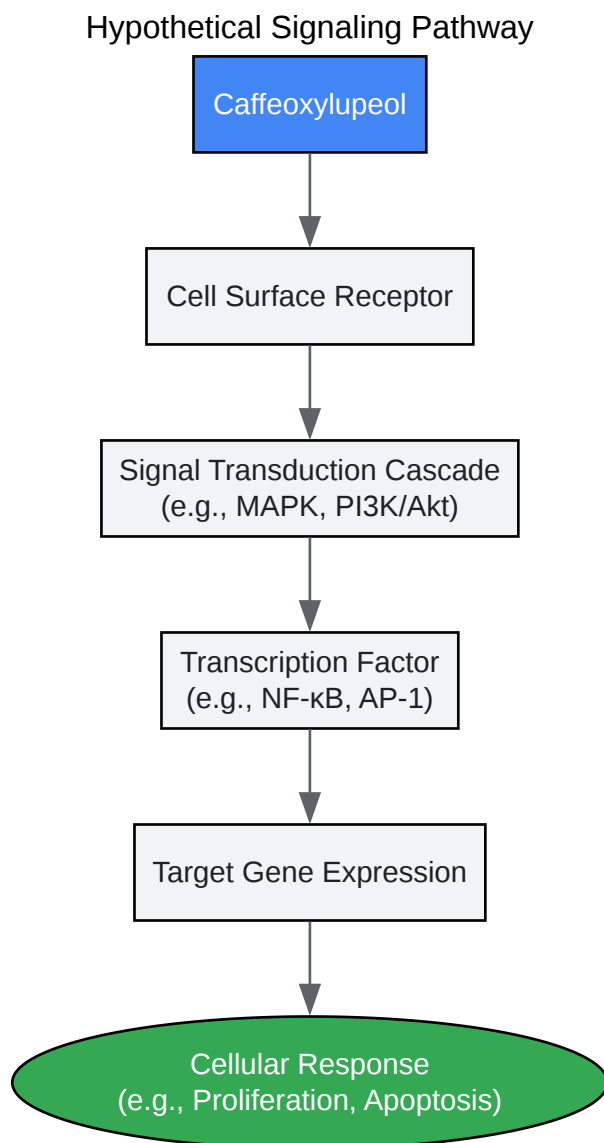 Hypothetical Signaling Pathway
Caffeoxylupeol
Cell Surface Receptor
Signal Transduction Cascade
(e.g., MAPK, PI3K/Akt)
Transcription Factor
(e.g., NF-κB, AP-1)
Target Gene Expression
Cellular Response
(e.g., Proliferation, Apoptosis)